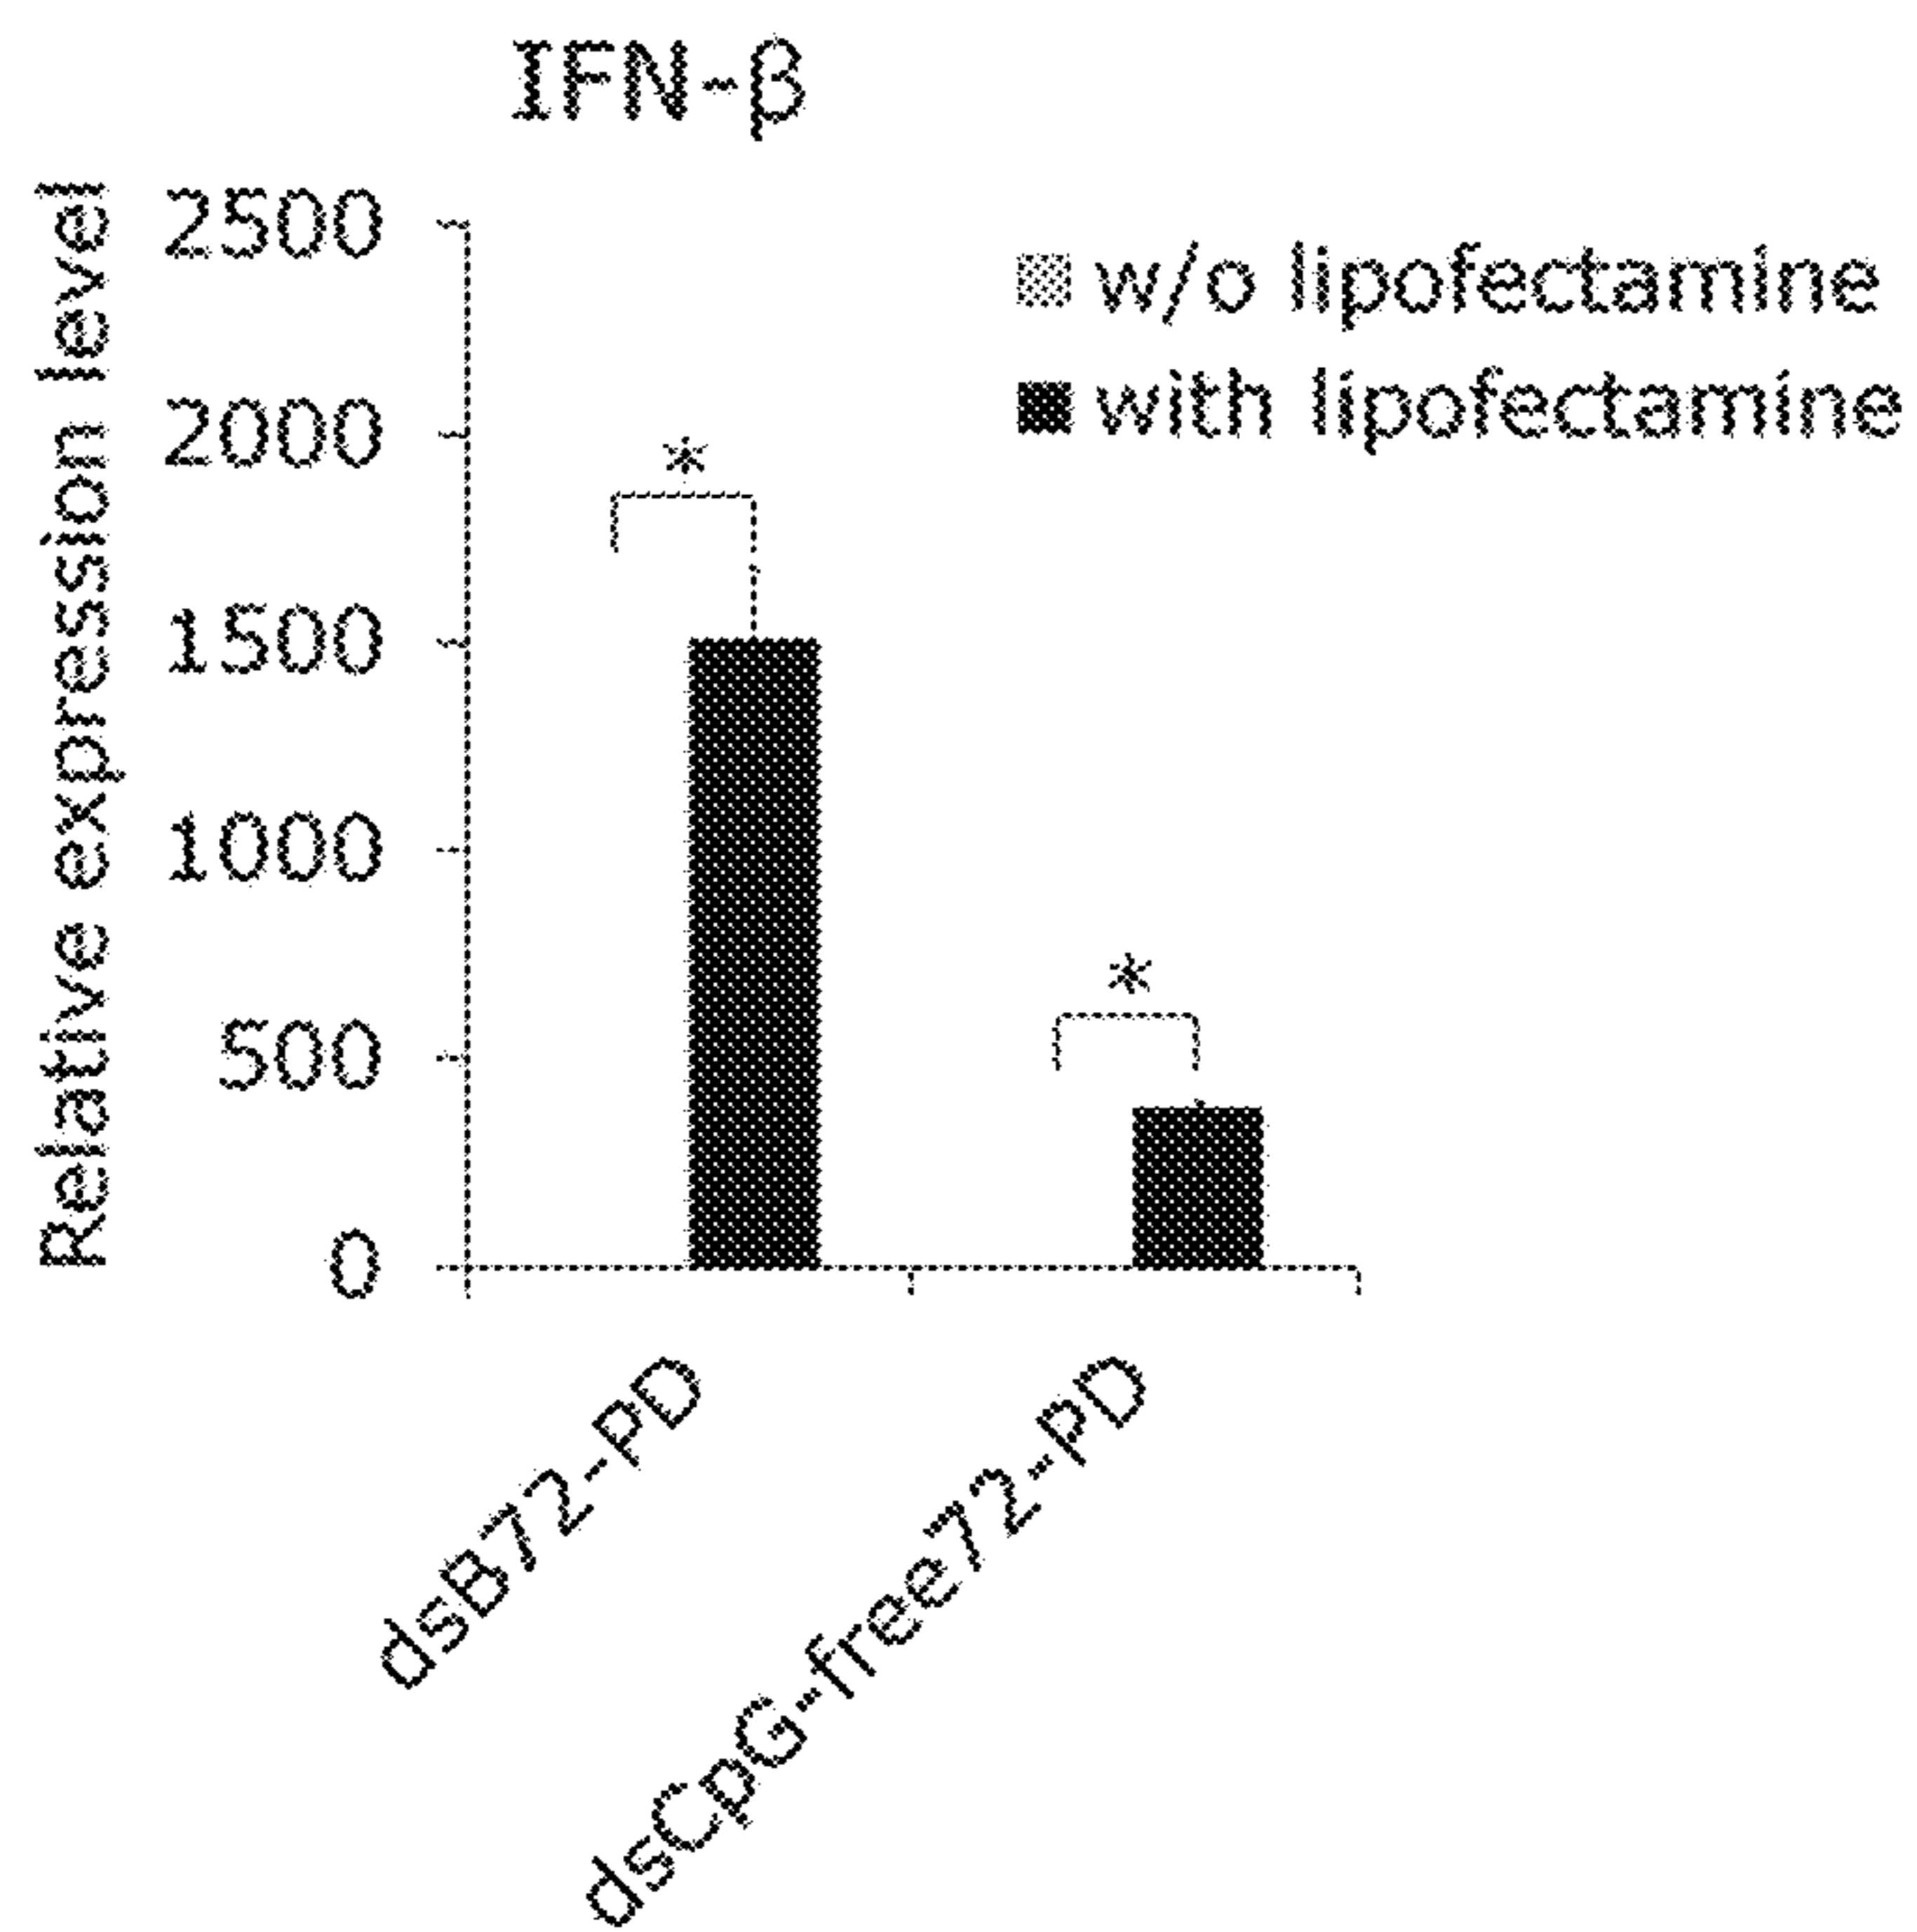 IFN-β
Relative expression level
2500
2000
1500
1000
500
0
w/o lipofectamine
with lipofectamine
*
*
dsB72-PD
dsCpG-free72-PD